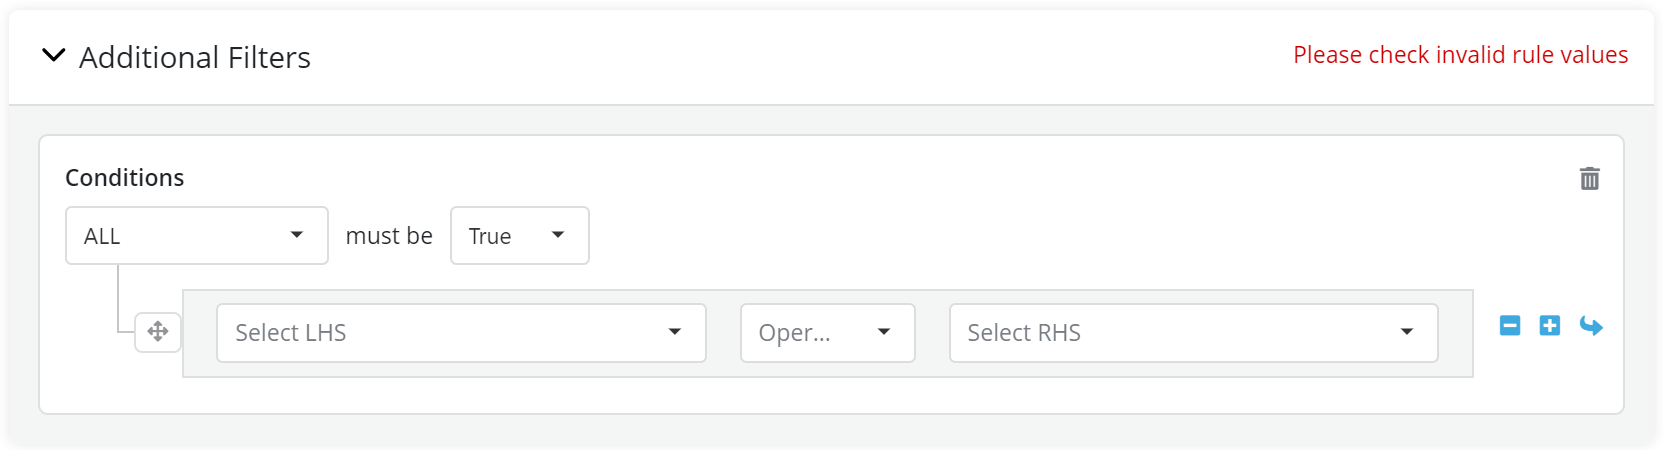 Additional Filters
Please check invalid rule values
Conditions
ALL must be True
Select LHS Oper... Select RHS